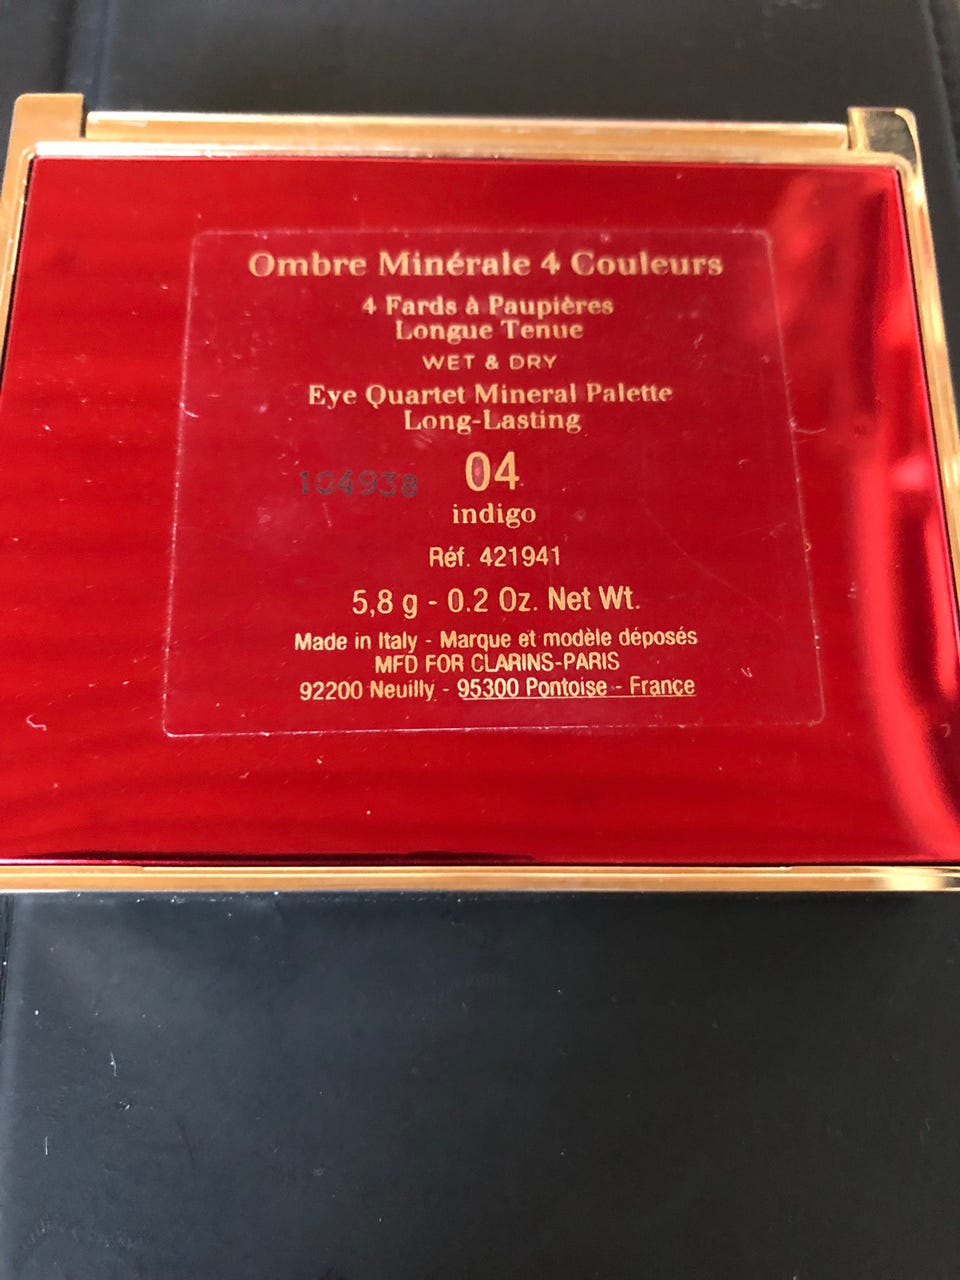 Ombre Minérale 4 Couleurs
4 Fards à Paupières
Longue Tenue
WET & DRY
Eye Quartet Mineral Palette
Long-Lasting
104938 04
indigo
Réf. 421941
5,8 g - 0.2 Oz. Net Wt.
Made in Italy - Marque et modèle déposés
MFD FOR CLARINS-PARIS
92200 Neuilly - 95300 Pontoise - France